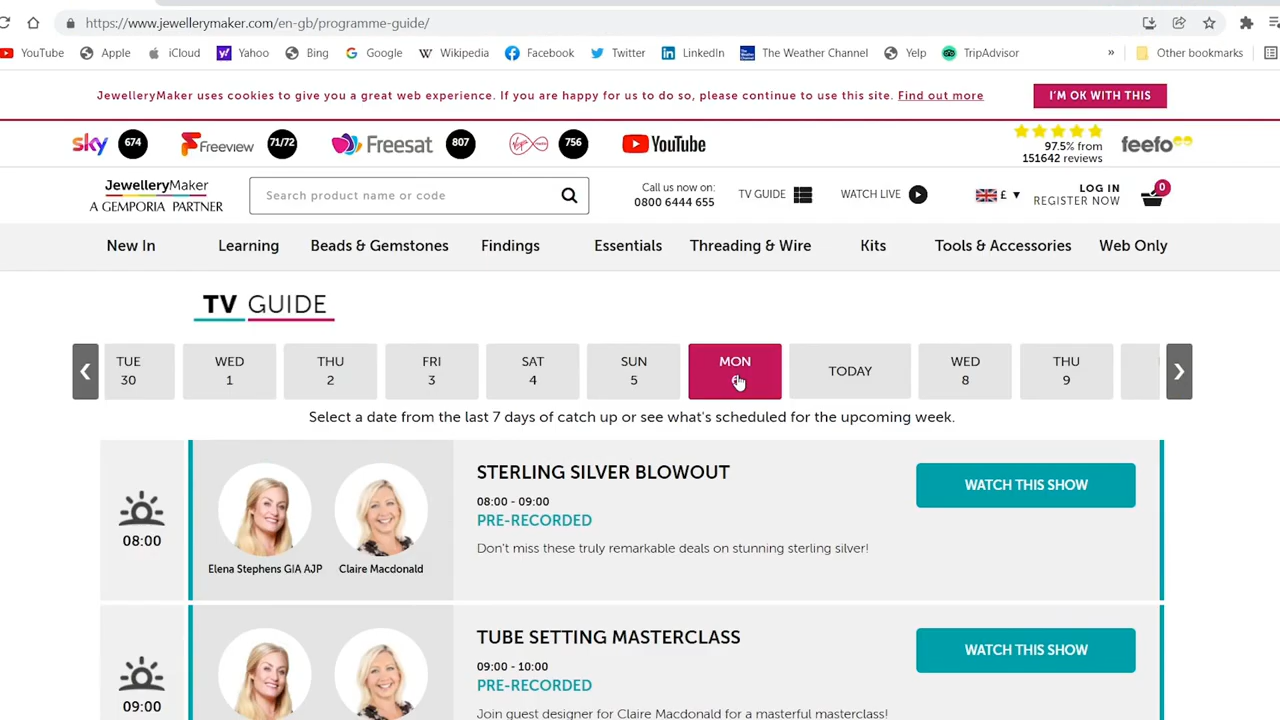 https://www.jewellerymaker.com/en-gb/programme-guide/
YouTube Apple iCloud Yahoo Bing Google Wikipedia Facebook Twitter LinkedIn The Weather Channel Yelp TripAdvisor » Other bookmarks
JewelleryMaker uses cookies to give you a great web experience. If you are happy for us to do so, please continue to use this site. Find out more
I'M OK WITH THIS
sky 674 Freeview 71/72 Freesat 807 756 YouTube
97.5% from
151642 reviews
feefo
JewelleryMaker
A GEMPORIA PARTNER
Search product name or code
Call us now on:
0800 6444 655
TV GUIDE
WATCH LIVE
£ ▼
LOG IN
REGISTER NOW
0
New In Learning Beads & Gemstones Findings Essentials Threading & Wire Kits Tools & Accessories Web Only
TV GUIDE
TUE WED THU FRI SAT SUN MON TODAY WED THU
30 1 2 3 4 5 8 9
Select a date from the last 7 days of catch up or see what's scheduled for the upcoming week.
08:00
Elena Stephens GIA AJP
Claire Macdonald
STERLING SILVER BLOWOUT
08:00 - 09:00
PRE-RECORDED
Don't miss these truly remarkable deals on stunning sterling silver!
WATCH THIS SHOW
09:00
TUBE SETTING MASTERCLASS
09:00 - 10:00
PRE-RECORDED
Join guest designer for Claire Macdonald for a masterful masterclass!
WATCH THIS SHOW